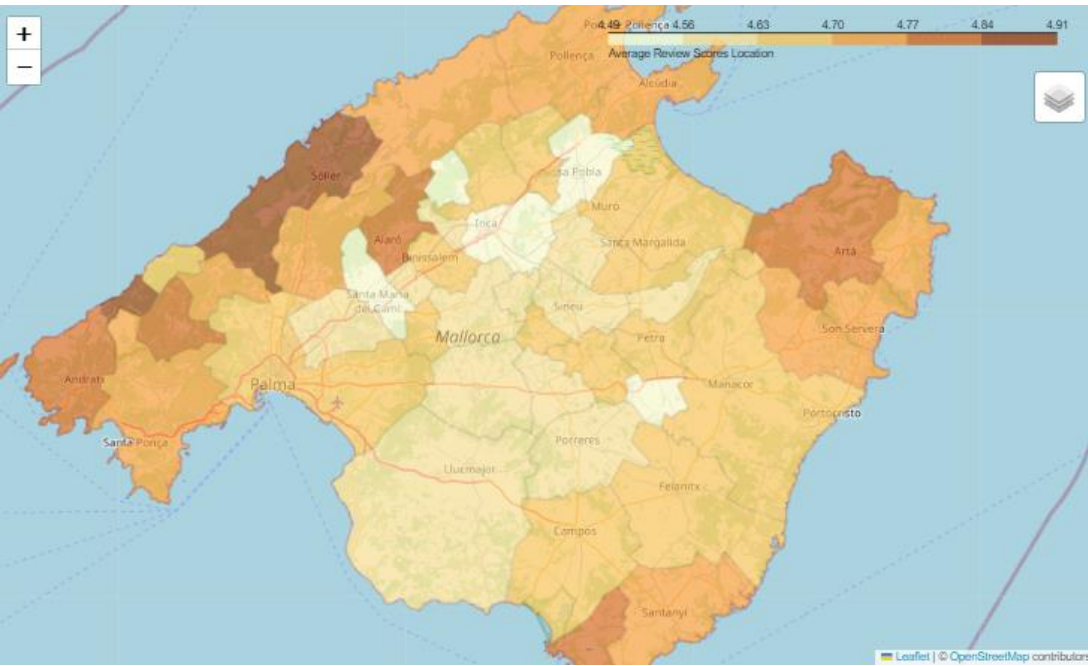 +
−
4.49 4.56 4.63 4.70 4.77 4.84 4.91
Average Review Scores Location
Pollença
Pollença
Alcúdia
Sóller
sa Pobla
Inca
Muro
Alaró
Binissalem
Santa Margalida
Artà
Santa Maria
del Camí
Sineu
Son Servera
Mallorca
Petra
Andratx
Palma
Manacor
Portocristo
Santa Ponça
Porreres
Llucmajor
Felanitx
Campos
Santanyí
Leaflet | © OpenStreetMap contributors